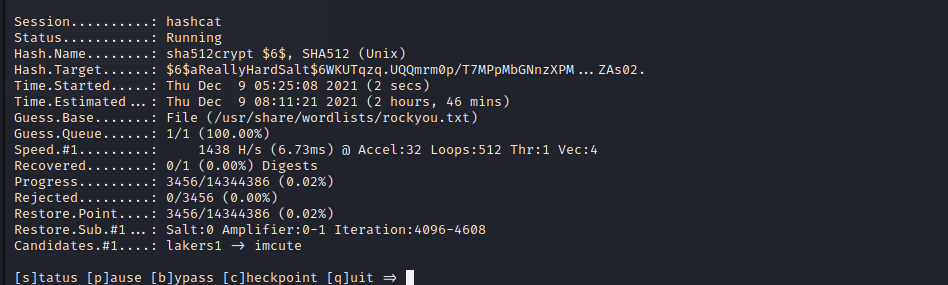 Session..........: hashcat
Status...........: Running
Hash.Name........: sha512crypt $6$, SHA512 (Unix)
Hash.Target......: $6$aReallyHardSalt$6WKUTqzq.UQQmrm0p/T7MPpMbGNnzXPM...ZAs02.
Time.Started.....: Thu Dec  9 05:25:08 2021 (2 secs)
Time.Estimated...: Thu Dec  9 08:11:21 2021 (2 hours, 46 mins)
Guess.Base.......: File (/usr/share/wordlists/rockyou.txt)
Guess.Queue......: 1/1 (100.00%)
Speed.#1.........:     1438 H/s (6.73ms) @ Accel:32 Loops:512 Thr:1 Vec:4
Recovered........: 0/1 (0.00%) Digests
Progress.........: 3456/14344386 (0.02%)
Rejected.........: 0/3456 (0.00%)
Restore.Point....: 3456/14344386 (0.02%)
Restore.Sub.#1...: Salt:0 Amplifier:0-1 Iteration:4096-4608
Candidates.#1....: lakers1 -> imcute
[s]tatus [p]ause [b]ypass [c]heckpoint [q]uit =>